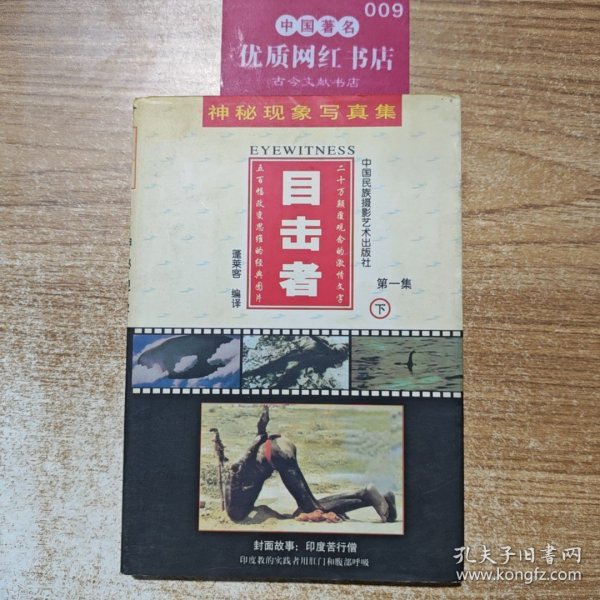 009
中国著名
优质网红书店
古今文献书店
神秘现象写真集
EYEWITNESS
目击者
二十万颠覆观念的激情文字
五百幅改变思维的经典图片
中国民族摄影艺术出版社
蓬莱客 编译
第一集
下
封面故事：印度苦行僧
印度教的实践者用肛门和腹部呼吸
孔夫子旧书网
www.kongfz.com